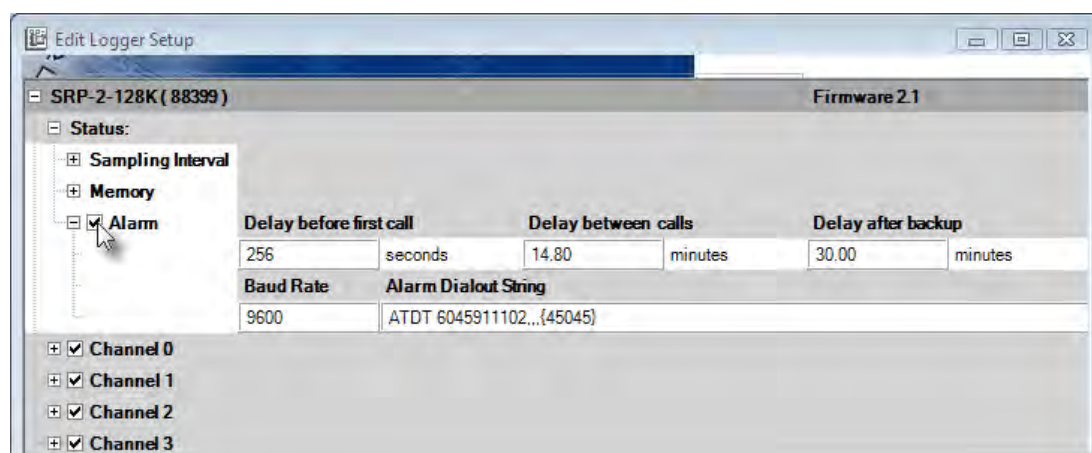 Edit Logger Setup
SRP-2-128K ( 88399 ) Firmware 2.1
Status:
Sampling Interval
Memory
Alarm Delay before first call Delay between calls Delay after backup
256 seconds 14.80 minutes 30.00 minutes
Baud Rate Alarm Dialout String
9600 ATDT 6045911102,,,{45045}
Channel 0
Channel 1
Channel 2
Channel 3